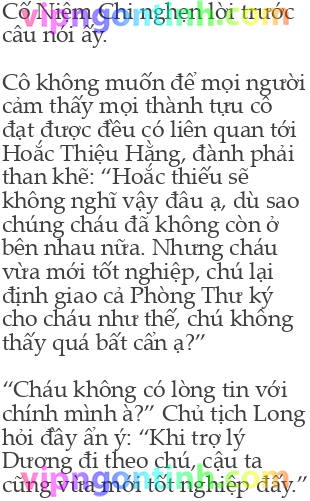 Cố Niệm Chi nghẹn lời trước
câu nói ấy.
Cô không muốn để mọi người
cảm thấy mọi thành tựu cô
đạt được đều có liên quan tới
Hoắc Thiệu Hằng, đành phải
than khẽ: “Hoắc thiếu sẽ
không nghĩ vậy đâu ạ, dù sao
chúng cháu đã không còn ở
bên nhau nữa. Nhưng cháu
vừa mới tốt nghiệp, chú lại
định giao cả Phòng Thư ký
cho cháu như thế, chú không
thấy quá bất cẩn ạ?”
“Cháu không có lòng tin với
chính mình à?” Chủ tịch Long
hỏi đầy ẩn ý: “Khi trợ lý
Dương đi theo chú, cậu ta
cũng vừa mới tốt nghiệp đấy.”
vipngontinh.com
vipngontinh.com